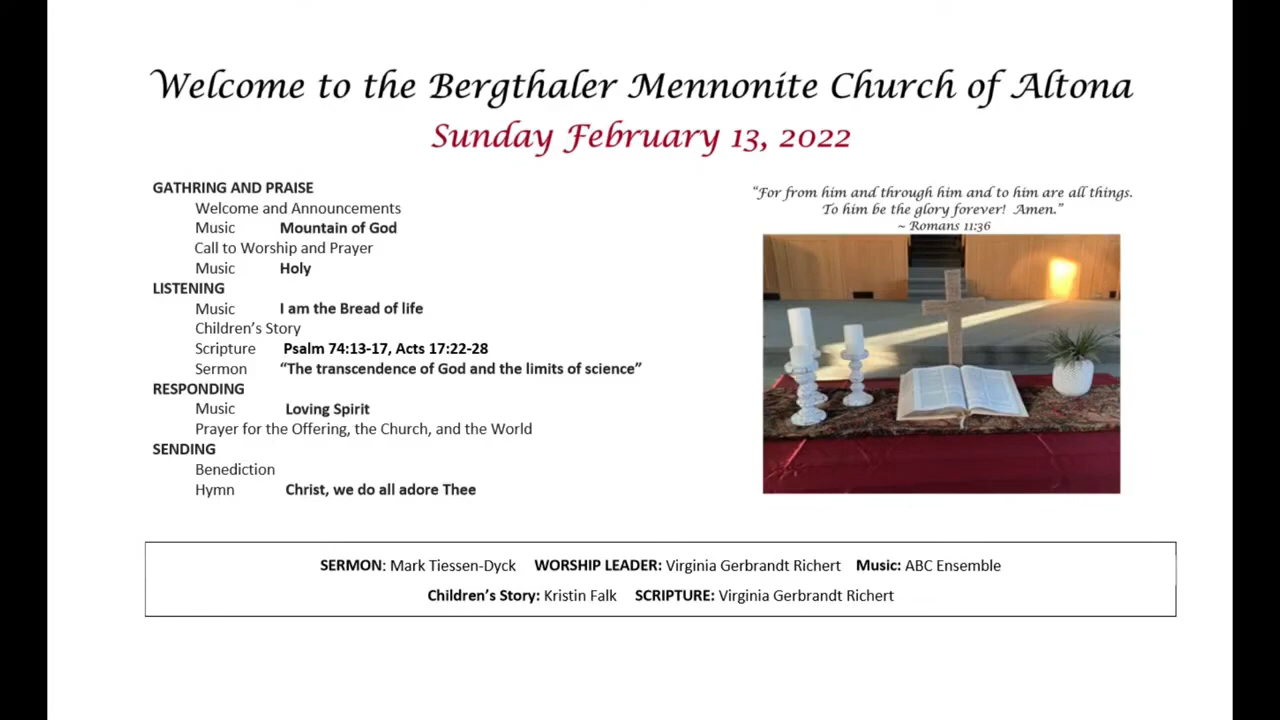 Welcome to the Bergthaler Mennonite Church of Altona
Sunday February 13, 2022
GATHRING AND PRAISE
Welcome and Announcements
Music Mountain of God
Call to Worship and Prayer
Music Holy
LISTENING
Music I am the Bread of life
Children's Story
Scripture Psalm 74:13-17, Acts 17:22-28
Sermon "The transcendence of God and the limits of science"
RESPONDING
Music Loving Spirit
Prayer for the Offering, the Church, and the World
SENDING
Benediction
Hymn Christ, we do all adore Thee
"For from him and through him and to him are all things.
To him be the glory forever! Amen."
~ Romans 11:36
SERMON: Mark Tiessen-Dyck WORSHIP LEADER: Virginia Gerbrandt Richert Music: ABC Ensemble
Children's Story: Kristin Falk SCRIPTURE: Virginia Gerbrandt Richert